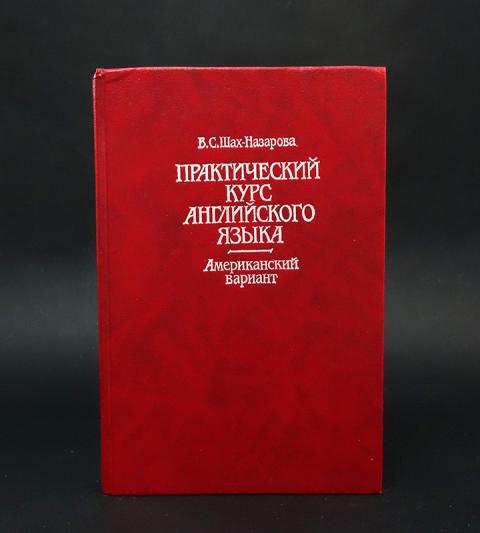 В.С.Шах-Назарова
ПРАКТИЧЕСКИЙ
КУРС
АНГЛИЙСКОГО
ЯЗЫКА
Американский
вариант